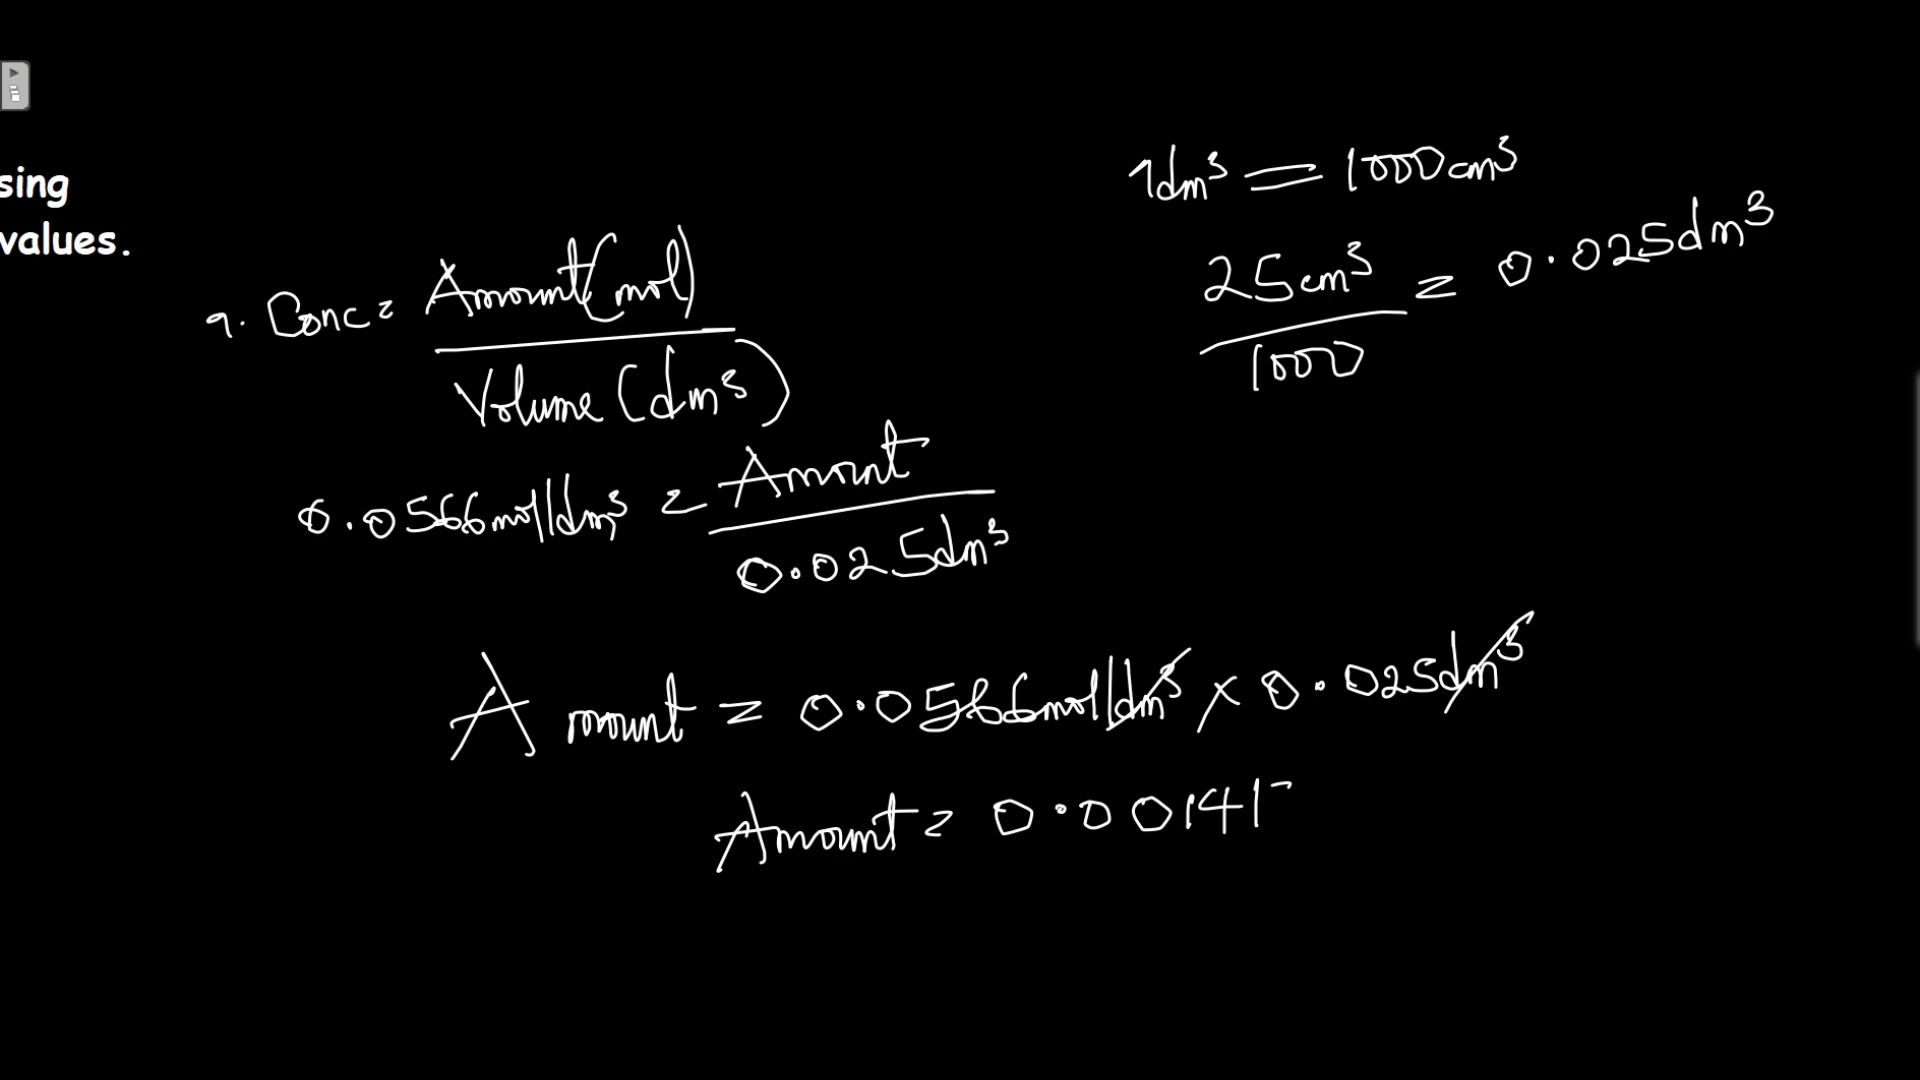 sing
values.
1dm³ = 1000cm³
25cm³ = 0.025dm³
1000
9. Conc = Amount (mol)
Volume (dm³)
0.0566mol/dm³ = Amount
0.025dm³
Amount = 0.0566mol/dm³ × 0.025dm³
Amount = 0.00141